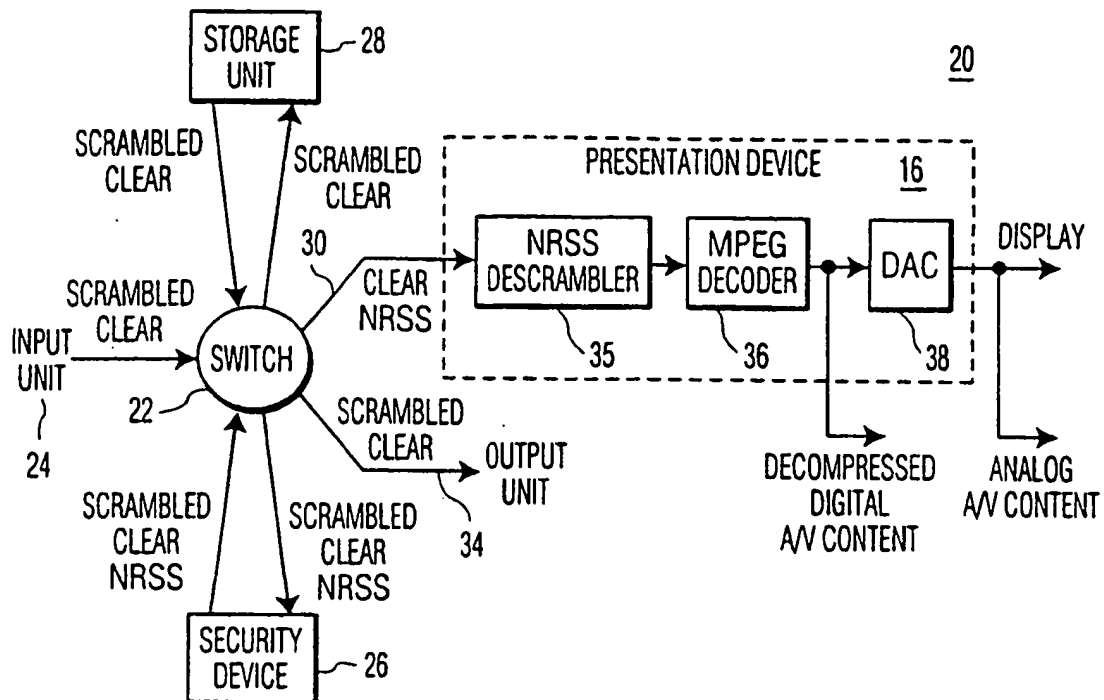 STORAGE
UNIT
28
20
SCRAMBLED
CLEAR
SCRAMBLED
CLEAR
PRESENTATION DEVICE
16
30
CLEAR
NRSS
NRSS
DESCRAMBLER
35
MPEG
DECODER
36
DAC
38
DISPLAY
SCRAMBLED
CLEAR
INPUT
UNIT
24
SWITCH
22
SCRAMBLED
CLEAR
34
OUTPUT
UNIT
DECOMPRESSED
DIGITAL
A/V CONTENT
ANALOG
A/V CONTENT
SCRAMBLED
CLEAR
NRSS
SCRAMBLED
CLEAR
NRSS
SECURITY
DEVICE
26